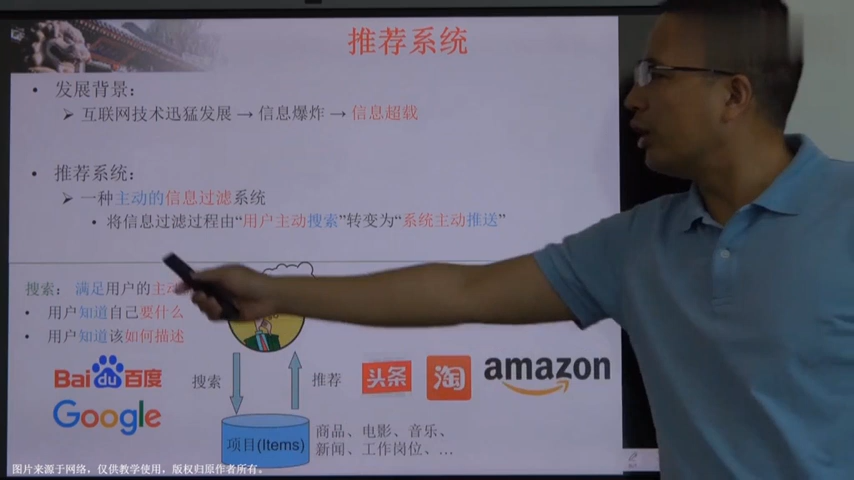 推荐系统
• 发展背景：
➢ 互联网技术迅猛发展 → 信息爆炸 → 信息超载
• 推荐系统：
➢ 一种主动的信息过滤系统
• 将信息过滤过程由“用户主动搜索”转变为“系统主动推送”
搜索： 满足用户的主动
• 用户知道自己要什么
• 用户知道该如何描述
Bai du 百度
Google
搜索
推荐
头条
淘
amazon
项目(Items)
商品、电影、音乐、
新闻、工作岗位、…
图片来源于网络，仅供教学使用，版权归原作者所有。